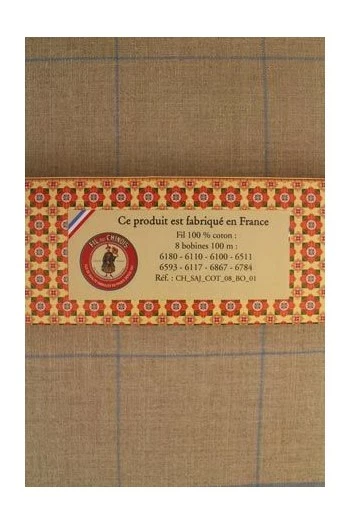 Ce produit est fabriqué en France
Fil 100 % coton :
8 bobines 100 m :
6180 - 6110 - 6100 - 6511
6593 - 6117 - 6867 - 6784
Réf. : CH_SAJ_COT_08_BO_01
FIL AU CHINOIS